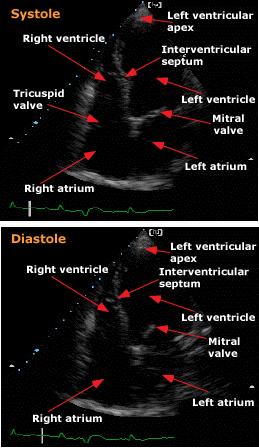 Systole
Left ventricular
apex
Right ventricle
Interventricular
septum
Tricuspid
valve
Left ventricle
Mitral
valve
Left atrium
Right atrium
Diastole
Left ventricular
apex
Right ventricle
Interventricular
septum
Left ventricle
Mitral
valve
Right atrium
Left atrium